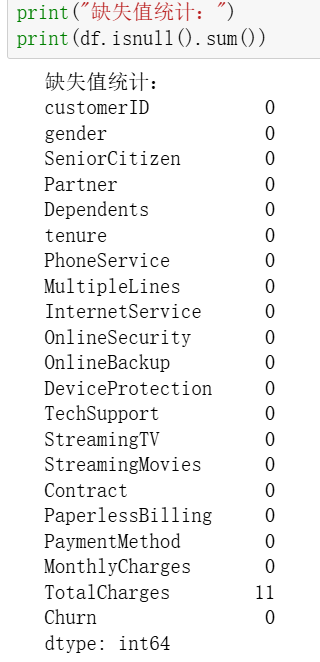 print("缺失值统计：")
print(df.isnull().sum())
缺失值统计：
customerID 0
gender 0
SeniorCitizen 0
Partner 0
Dependents 0
tenure 0
PhoneService 0
MultipleLines 0
InternetService 0
OnlineSecurity 0
OnlineBackup 0
DeviceProtection 0
TechSupport 0
StreamingTV 0
StreamingMovies 0
Contract 0
PaperlessBilling 0
PaymentMethod 0
MonthlyCharges 0
TotalCharges 11
Churn 0
dtype: int64